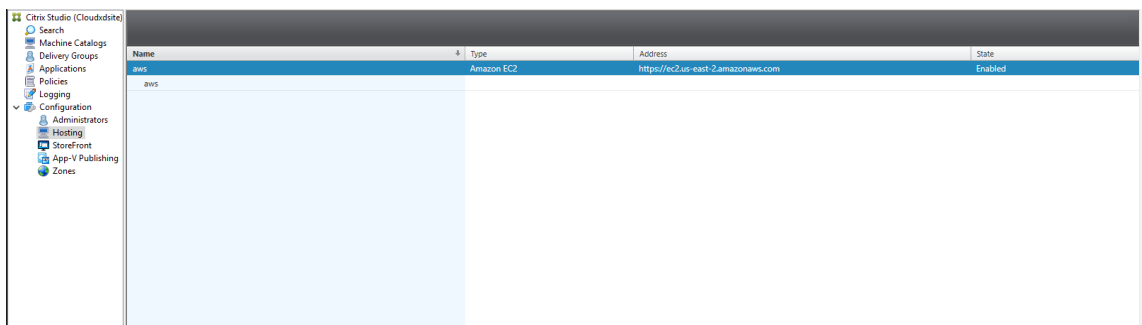 Citrix Studio (Cloudxdsite)
Search
Machine Catalogs
Delivery Groups
Applications
Policies
Logging
Configuration
Administrators
Hosting
StoreFront
App-V Publishing
Zones
Name Type Address State
aws Amazon EC2 https://ec2.us-east-2.amazonaws.com Enabled
aws